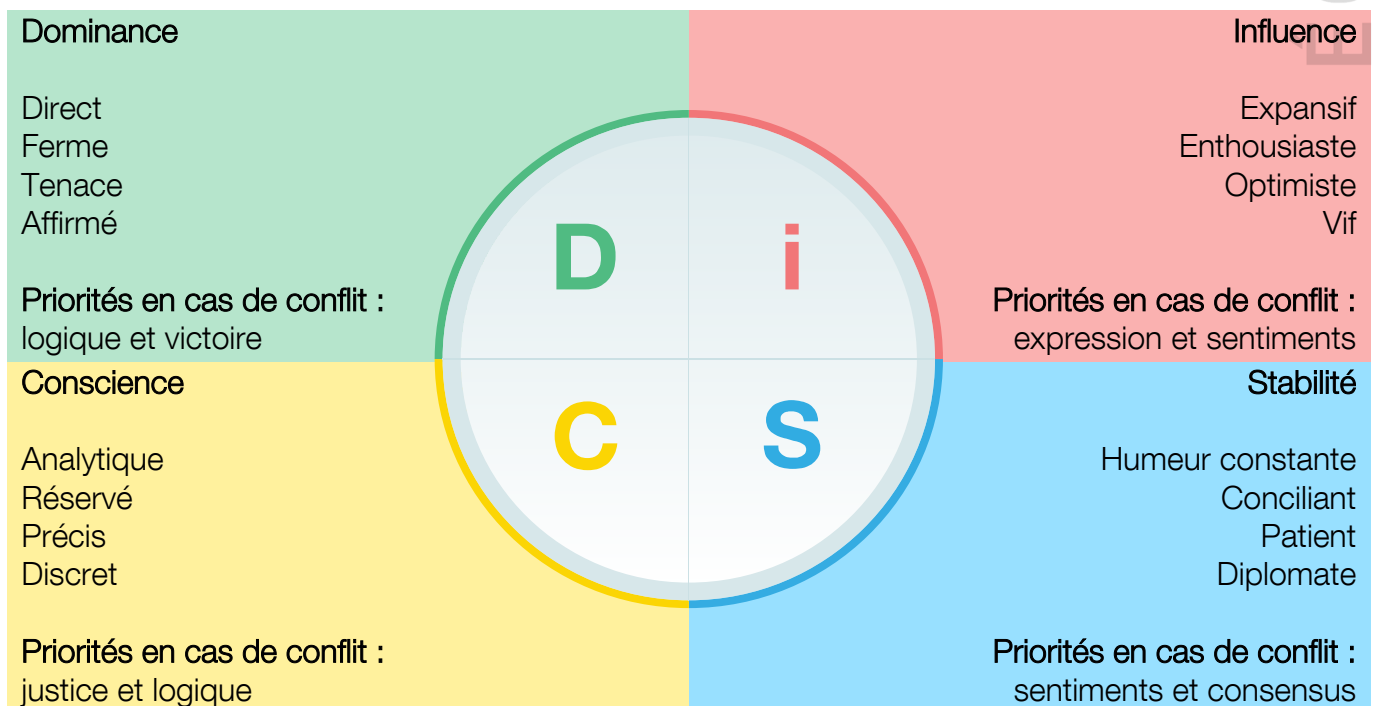 Dominance
Direct
Ferme
Tenace
Affirmé
Priorités en cas de conflit :
logique et victoire
Influence
Expansif
Enthousiaste
Optimiste
Vif
Priorités en cas de conflit :
expression et sentiments
D
i
C
S
Conscience
Analytique
Réservé
Précis
Discret
Priorités en cas de conflit :
justice et logique
Stabilité
Humeur constante
Conciliant
Patient
Diplomate
Priorités en cas de conflit :
sentiments et consensus